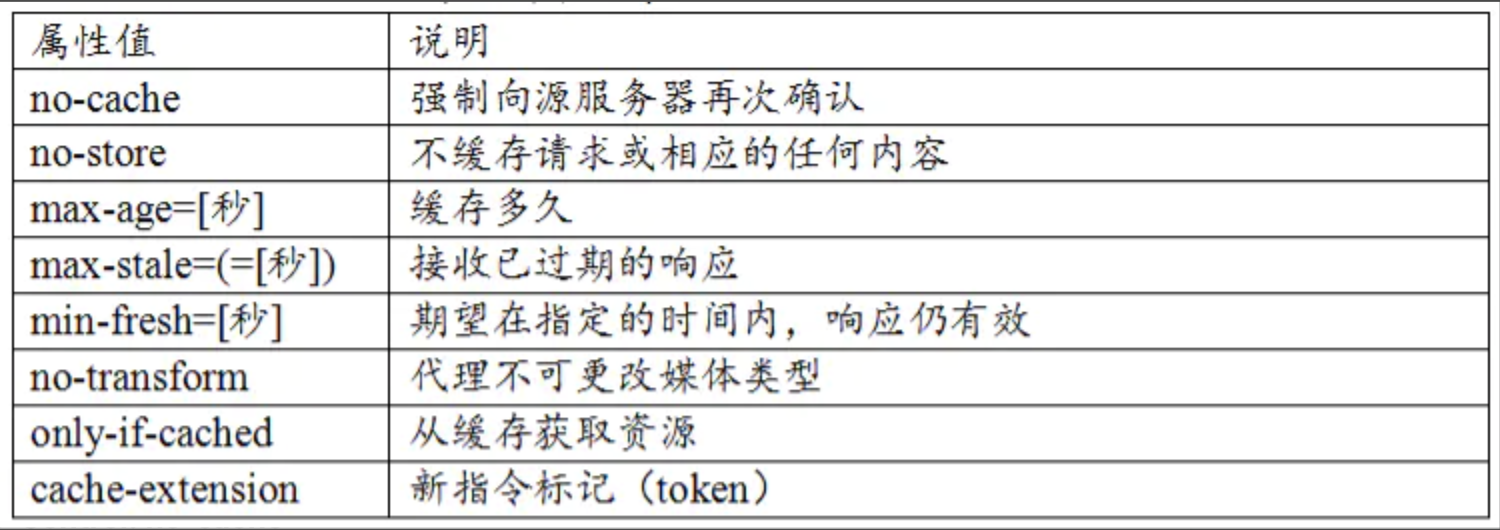 属性值 说明
no-cache 强制向源服务器再次确认
no-store 不缓存请求或相应的任何内容
max-age=[秒] 缓存多久
max-stale=(=[秒]) 接收已过期的响应
min-fresh=[秒] 期望在指定的时间内，响应仍有效
no-transform 代理不可更改媒体类型
only-if-cached 从缓存获取资源
cache-extension 新指令标记（token）